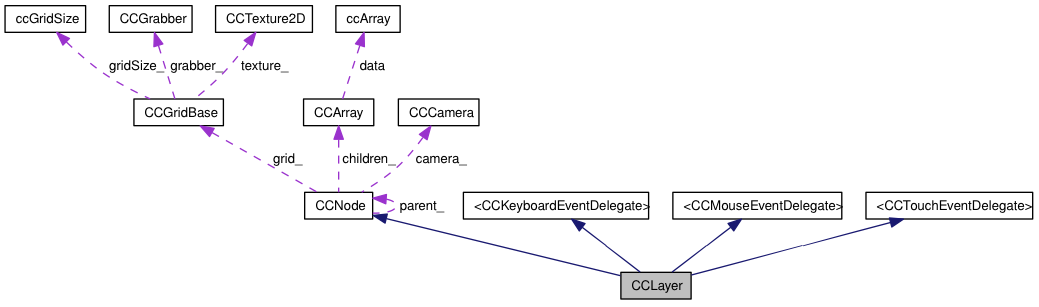 ccGridSize
CCGrabber
CCTexture2D
ccArray
gridSize_
grabber_
texture_
data
CCGridBase
CCArray
CCCamera
grid_
children_
camera_
CCNode
parent_
<CCKeyboardEventDelegate>
<CCMouseEventDelegate>
<CCTouchEventDelegate>
CCLayer